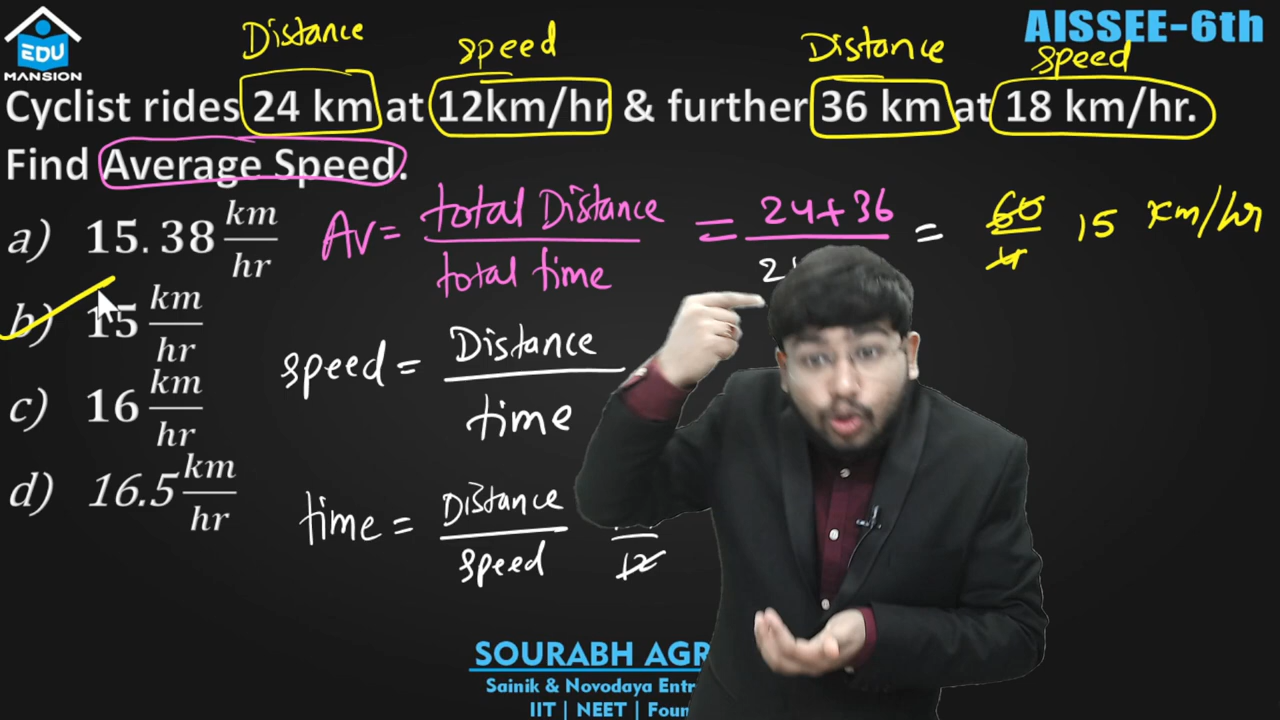 EDU
MANSION
AISSEE-6th
Distance speed Distance speed
Cyclist rides 24 km at 12km/hr & further 36 km at 18 km/hr.
Find Average Speed.
a) 15.38 km/hr
b) 15 km/hr
c) 16 km/hr
d) 16.5 km/hr
Av = total Distance / total time = 24+36 / 2 = 60/4 15 km/hr
speed = Distance / time
time = Distance / speed 12
SOURABH
Sainik & Novodaya
IIT | NEET |